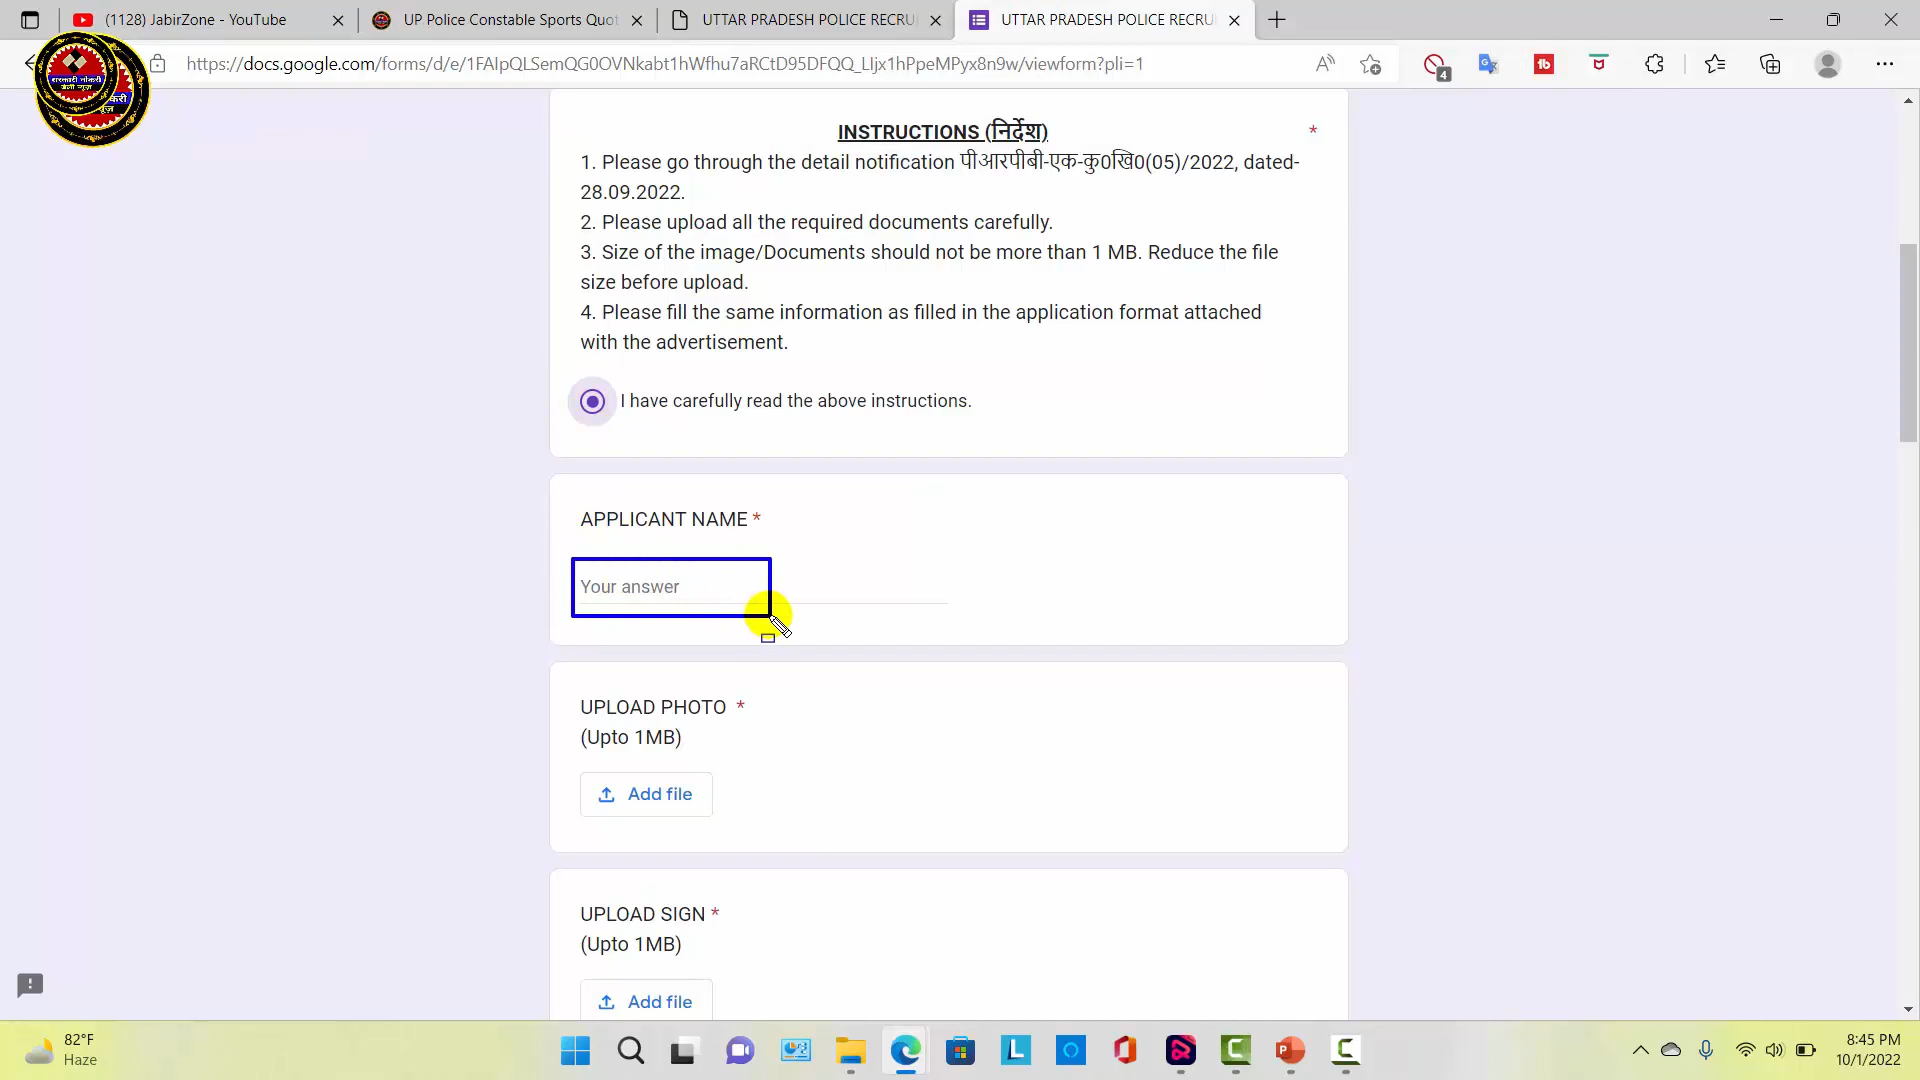 (1128) JabirZone - YouTube
UP Police Constable Sports Quot
UTTAR PRADESH POLICE RECRU
UTTAR PRADESH POLICE RECRU
https://docs.google.com/forms/d/e/1FAIpQLSemQG0OVNkabt1hWfhu7aRCtD95DFQQ_LIjx1hPpeMPyx8n9w/viewform?pli=1
4
सरकारी नौकरी
INSTRUCTIONS (निर्देश)
*
1. Please go through the detail notification पीआरपीबी-एक-कु0खि0(05)/2022, dated-
28.09.2022.
2. Please upload all the required documents carefully.
3. Size of the image/Documents should not be more than 1 MB. Reduce the file
size before upload.
4. Please fill the same information as filled in the application format attached
with the advertisement.
I have carefully read the above instructions.
APPLICANT NAME *
Your answer
UPLOAD PHOTO *
(Upto 1MB)
Add file
UPLOAD SIGN *
(Upto 1MB)
Add file
82°F
Haze
8:45 PM
10/1/2022